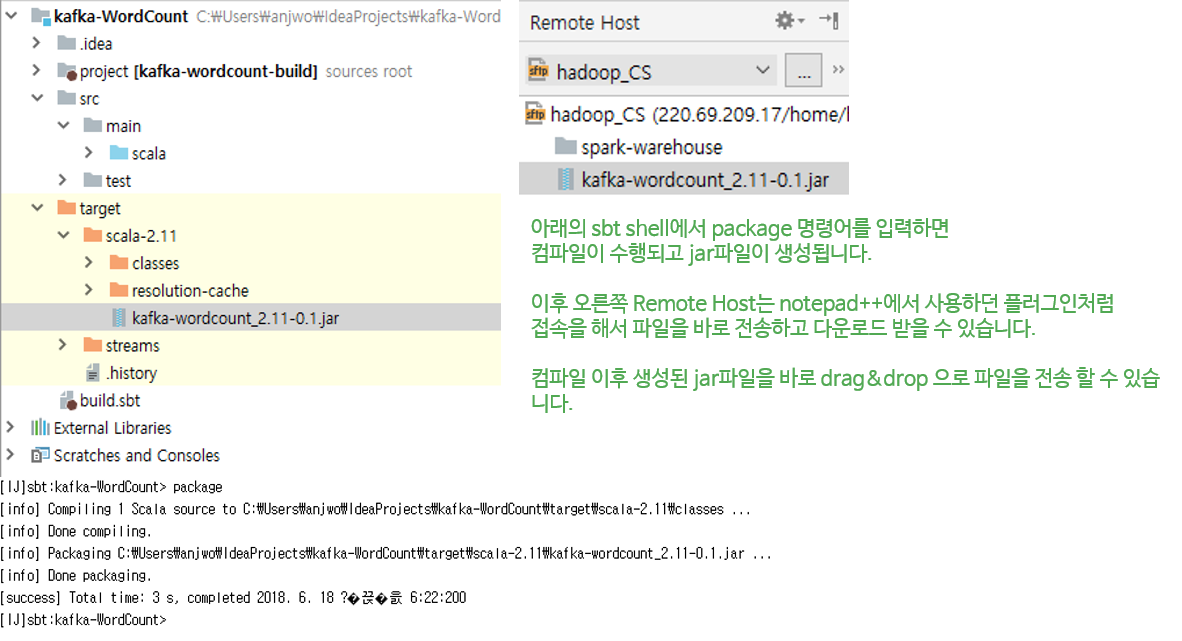 kafka-WordCount C:₩Users₩anjwo₩IdeaProjects₩kafka-Word
.idea
project [kafka-wordcount-build] sources root
src
main
scala
test
target
scala-2.11
classes
resolution-cache
kafka-wordcount_2.11-0.1.jar
streams
.history
build.sbt
External Libraries
Scratches and Consoles
Remote Host
sftp hadoop_CS ...
sftp hadoop_CS (220.69.209.17/home/l
spark-warehouse
kafka-wordcount_2.11-0.1.jar
아래의 sbt shell에서 package 명령어를 입력하면
컴파일이 수행되고 jar파일이 생성됩니다.
이후 오른쪽 Remote Host는 notepad++에서 사용하던 플러그인처럼
접속을 해서 파일을 바로 전송하고 다운로드 받을 수 있습니다.
컴파일 이후 생성된 jar파일을 바로 drag&drop 으로 파일을 전송 할 수 있습
니다.
[IJ]sbt:kafka-WordCount> package
[info] Compiling 1 Scala source to C:₩Users₩anjwo₩IdeaProjects₩kafka-WordCount₩target₩scala-2.11₩classes ...
[info] Done compiling.
[info] Packaging C:₩Users₩anjwo₩IdeaProjects₩kafka-WordCount₩target₩scala-2.11₩kafka-wordcount_2.11-0.1.jar ...
[info] Done packaging.
[success] Total time: 3 s, completed 2018. 6. 18 6:22:200
[IJ]sbt:kafka-WordCount>